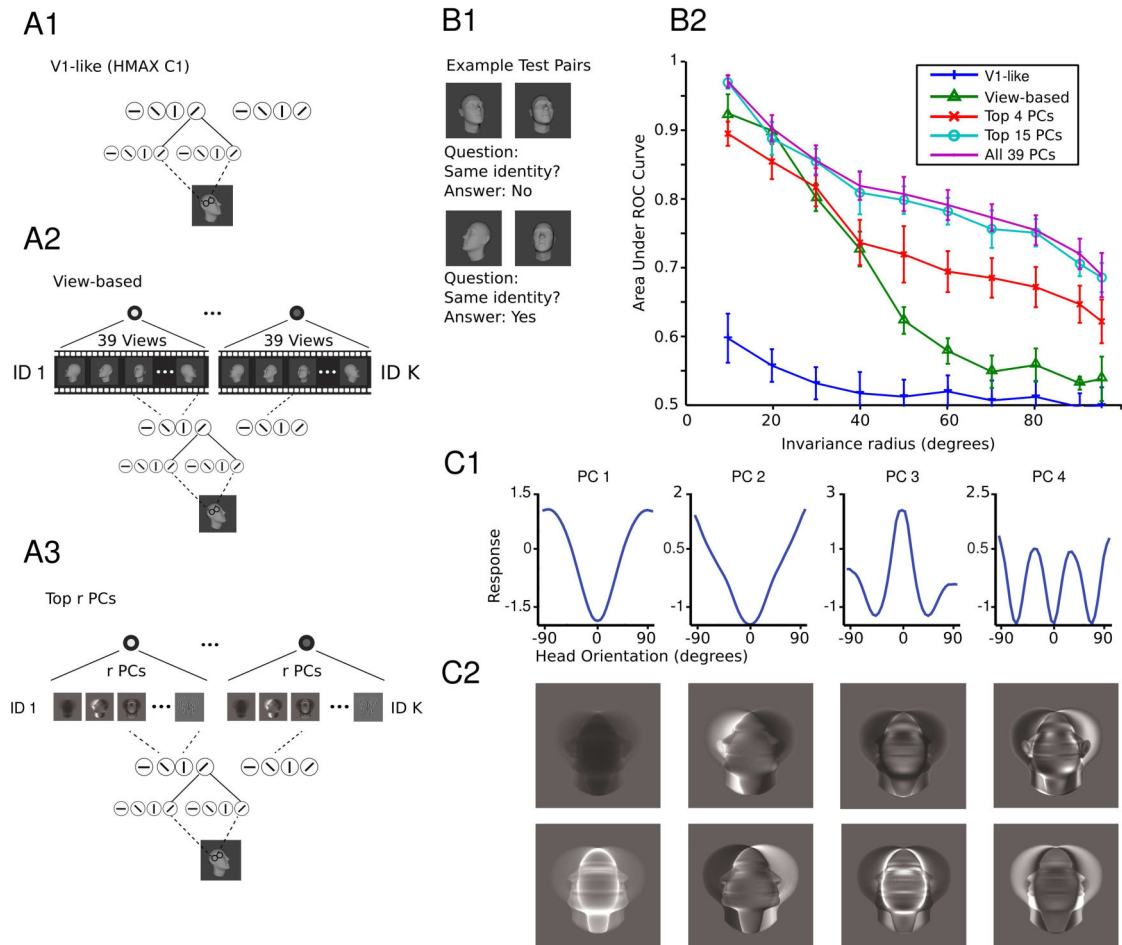 A1
V1-like (HMAX C1)
A2
View-based
...
39 Views
39 Views
ID 1
...
...
ID K
A3
Top r PCs
...
r PCs
r PCs
ID 1
...
...
ID K
B1
Example Test Pairs
Question:
Same identity?
Answer: No
Question:
Same identity?
Answer: Yes
B2
Area Under ROC Curve
1
0.9
0.8
0.7
0.6
0.5
0
20
40
60
80
Invariance radius (degrees)
V1-like
View-based
Top 4 PCs
Top 15 PCs
All 39 PCs
C1
PC 1
PC 2
PC 3
PC 4
Response
1.5
0
-1.5
2
0.5
-1
3
1
-1
2
0.5
-1
-90
0
90
-90
0
90
-90
0
90
-90
0
90
Head Orientation (degrees)
C2